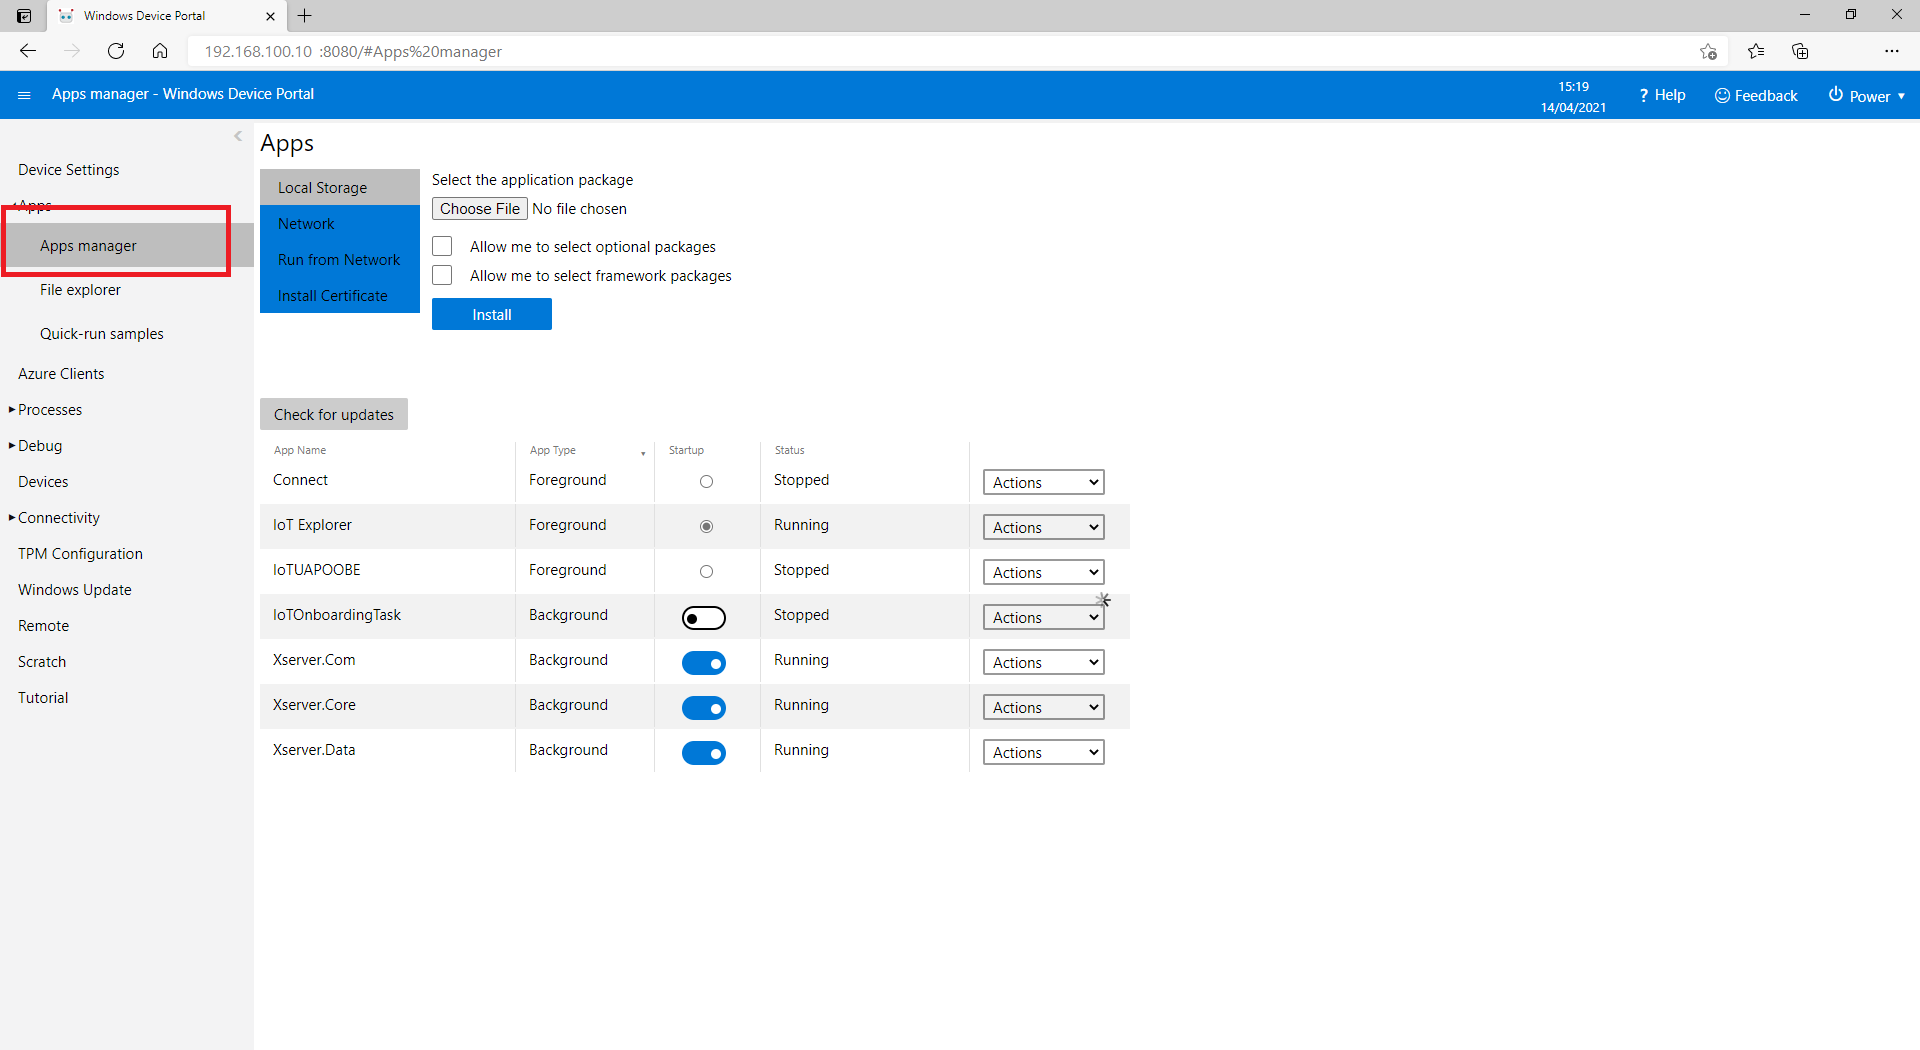 Windows Device Portal
192.168.100.10 :8080/#Apps%20manager
Apps manager - Windows Device Portal
15:19
14/04/2021
? Help
Feedback
Power
Device Settings
Apps
Apps manager
File explorer
Quick-run samples
Azure Clients
Processes
Debug
Devices
Connectivity
TPM Configuration
Windows Update
Remote
Scratch
Tutorial
Apps
Local Storage
Network
Run from Network
Install Certificate
Select the application package
Choose File No file chosen
Allow me to select optional packages
Allow me to select framework packages
Install
Check for updates
App Name App Type Startup Status
Connect Foreground Stopped Actions
IoT Explorer Foreground Running Actions
IoTUAPOOBE Foreground Stopped Actions
IoTOnboardingTask Background Stopped Actions
Xserver.Com Background Running Actions
Xserver.Core Background Running Actions
Xserver.Data Background Running Actions